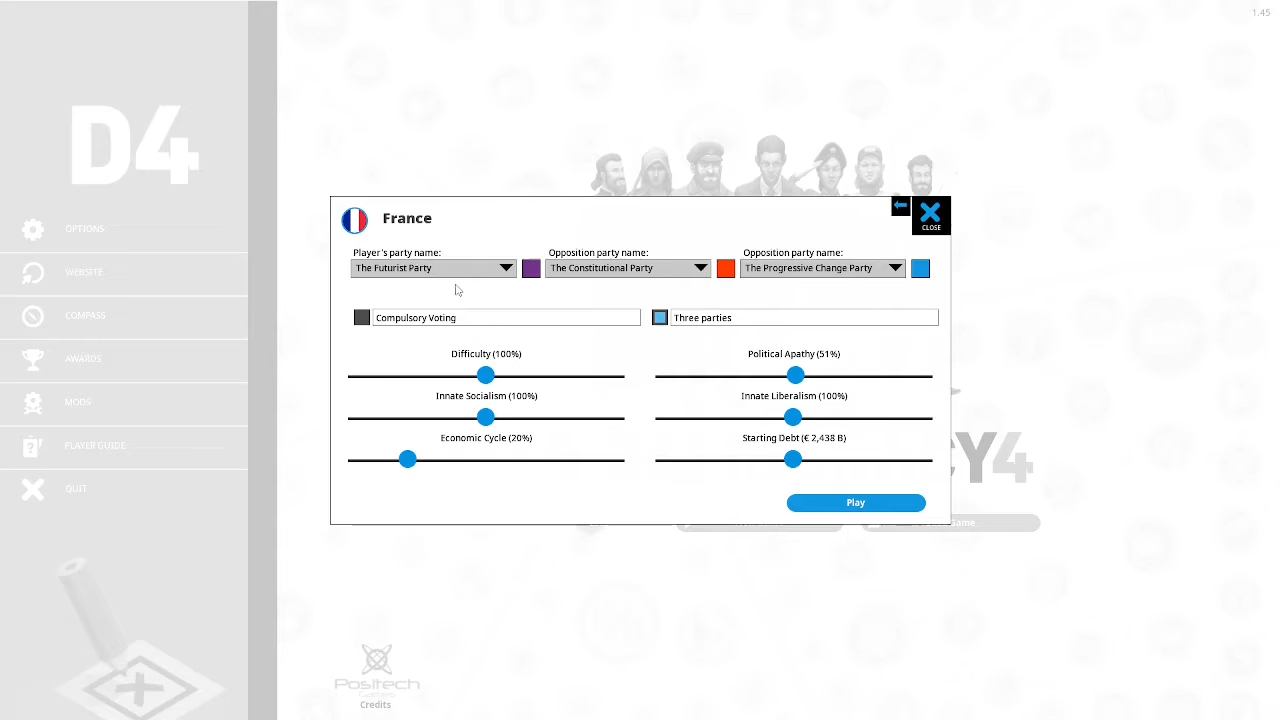 1.45
D4
OPTIONS
WEBSITE
COMPASS
AWARDS
MODS
PLAYER GUIDE
QUIT
France
CLOSE
Player's party name:
Opposition party name:
Opposition party name:
The Futurist Party
The Constitutional Party
The Progressive Change Party
Compulsory Voting
Three parties
Difficulty (100%)
Political Apathy (51%)
Innate Socialism (100%)
Innate Liberalism (100%)
Economic Cycle (20%)
Starting Debt (€ 2,438 B)
Play
CY4
Game
Positech
Games
Credits